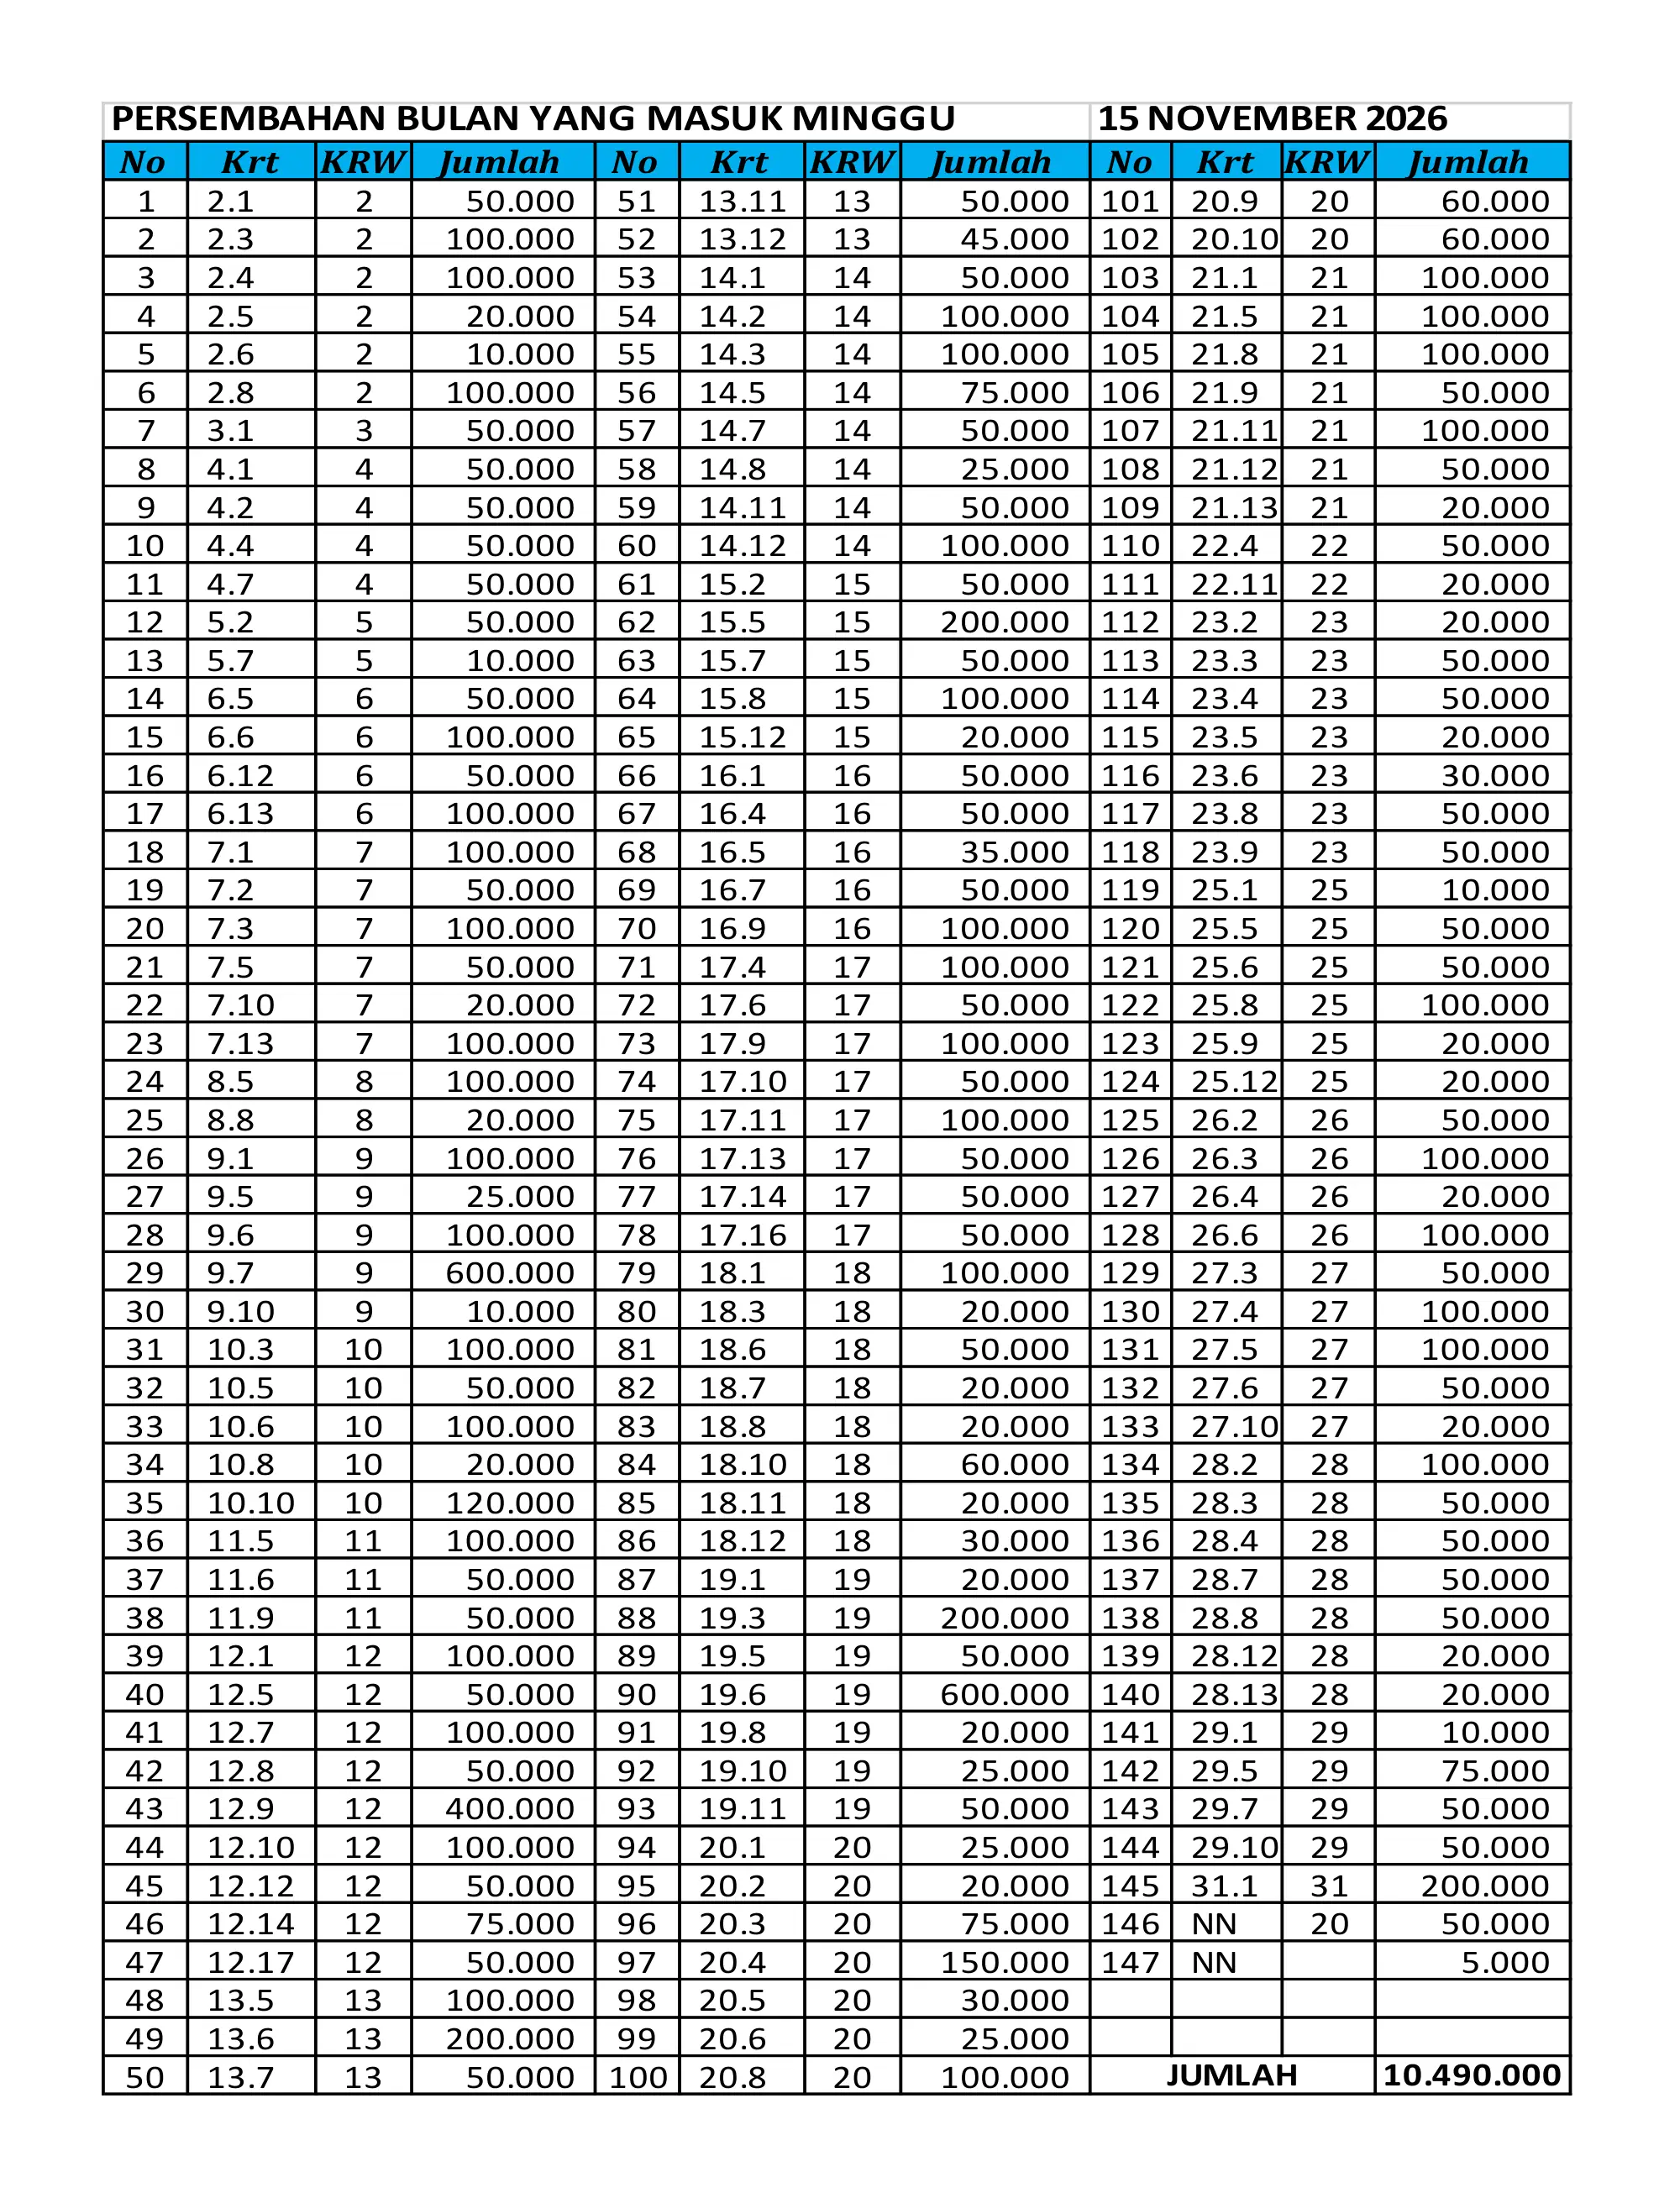 PERSEMBAHAN BULAN YANG MASUK MINGGU 15 NOVEMBER 2026
No Krt KRW Jumlah No Krt KRW Jumlah No Krt KRW Jumlah
1 2.1 2 50.000 51 13.11 13 50.000 101 20.9 20 60.000
2 2.3 2 100.000 52 13.12 13 45.000 102 20.10 20 60.000
3 2.4 2 100.000 53 14.1 14 50.000 103 21.1 21 100.000
4 2.5 2 20.000 54 14.2 14 100.000 104 21.5 21 100.000
5 2.6 2 10.000 55 14.3 14 100.000 105 21.8 21 100.000
6 2.8 2 100.000 56 14.5 14 75.000 106 21.9 21 50.000
7 3.1 3 50.000 57 14.7 14 50.000 107 21.11 21 100.000
8 4.1 4 50.000 58 14.8 14 25.000 108 21.12 21 50.000
9 4.2 4 50.000 59 14.11 14 50.000 109 21.13 21 20.000
10 4.4 4 50.000 60 14.12 14 100.000 110 22.4 22 50.000
11 4.7 4 50.000 61 15.2 15 50.000 111 22.11 22 20.000
12 5.2 5 50.000 62 15.5 15 200.000 112 23.2 23 20.000
13 5.7 5 10.000 63 15.7 15 50.000 113 23.3 23 50.000
14 6.5 6 50.000 64 15.8 15 100.000 114 23.4 23 50.000
15 6.6 6 100.000 65 15.12 15 20.000 115 23.5 23 20.000
16 6.12 6 50.000 66 16.1 16 50.000 116 23.6 23 30.000
17 6.13 6 100.000 67 16.4 16 50.000 117 23.8 23 50.000
18 7.1 7 100.000 68 16.5 16 35.000 118 23.9 23 50.000
19 7.2 7 50.000 69 16.7 16 50.000 119 25.1 25 10.000
20 7.3 7 100.000 70 16.9 16 100.000 120 25.5 25 50.000
21 7.5 7 50.000 71 17.4 17 100.000 121 25.6 25 50.000
22 7.10 7 20.000 72 17.6 17 50.000 122 25.8 25 100.000
23 7.13 7 100.000 73 17.9 17 100.000 123 25.9 25 20.000
24 8.5 8 100.000 74 17.10 17 50.000 124 25.12 25 20.000
25 8.8 8 20.000 75 17.11 17 100.000 125 26.2 26 50.000
26 9.1 9 100.000 76 17.13 17 50.000 126 26.3 26 100.000
27 9.5 9 25.000 77 17.14 17 50.000 127 26.4 26 20.000
28 9.6 9 100.000 78 17.16 17 50.000 128 26.6 26 100.000
29 9.7 9 600.000 79 18.1 18 100.000 129 27.3 27 50.000
30 9.10 9 10.000 80 18.3 18 20.000 130 27.4 27 100.000
31 10.3 10 100.000 81 18.6 18 50.000 131 27.5 27 100.000
32 10.5 10 50.000 82 18.7 18 20.000 132 27.6 27 50.000
33 10.6 10 100.000 83 18.8 18 20.000 133 27.10 27 20.000
34 10.8 10 20.000 84 18.10 18 60.000 134 28.2 28 100.000
35 10.10 10 120.000 85 18.11 18 20.000 135 28.3 28 50.000
36 11.5 11 100.000 86 18.12 18 30.000 136 28.4 28 50.000
37 11.6 11 50.000 87 19.1 19 20.000 137 28.7 28 50.000
38 11.9 11 50.000 88 19.3 19 200.000 138 28.8 28 50.000
39 12.1 12 100.000 89 19.5 19 50.000 139 28.12 28 20.000
40 12.5 12 50.000 90 19.6 19 600.000 140 28.13 28 20.000
41 12.7 12 100.000 91 19.8 19 20.000 141 29.1 29 10.000
42 12.8 12 50.000 92 19.10 19 25.000 142 29.5 29 75.000
43 12.9 12 400.000 93 19.11 19 50.000 143 29.7 29 50.000
44 12.10 12 100.000 94 20.1 20 25.000 144 29.10 29 50.000
45 12.12 12 50.000 95 20.2 20 20.000 145 31.1 31 200.000
46 12.14 12 75.000 96 20.3 20 75.000 146 NN 20 50.000
47 12.17 12 50.000 97 20.4 20 150.000 147 NN 5.000
48 13.5 13 100.000 98 20.5 20 30.000
49 13.6 13 200.000 99 20.6 20 25.000
50 13.7 13 50.000 100 20.8 20 100.000 JUMLAH 10.490.000